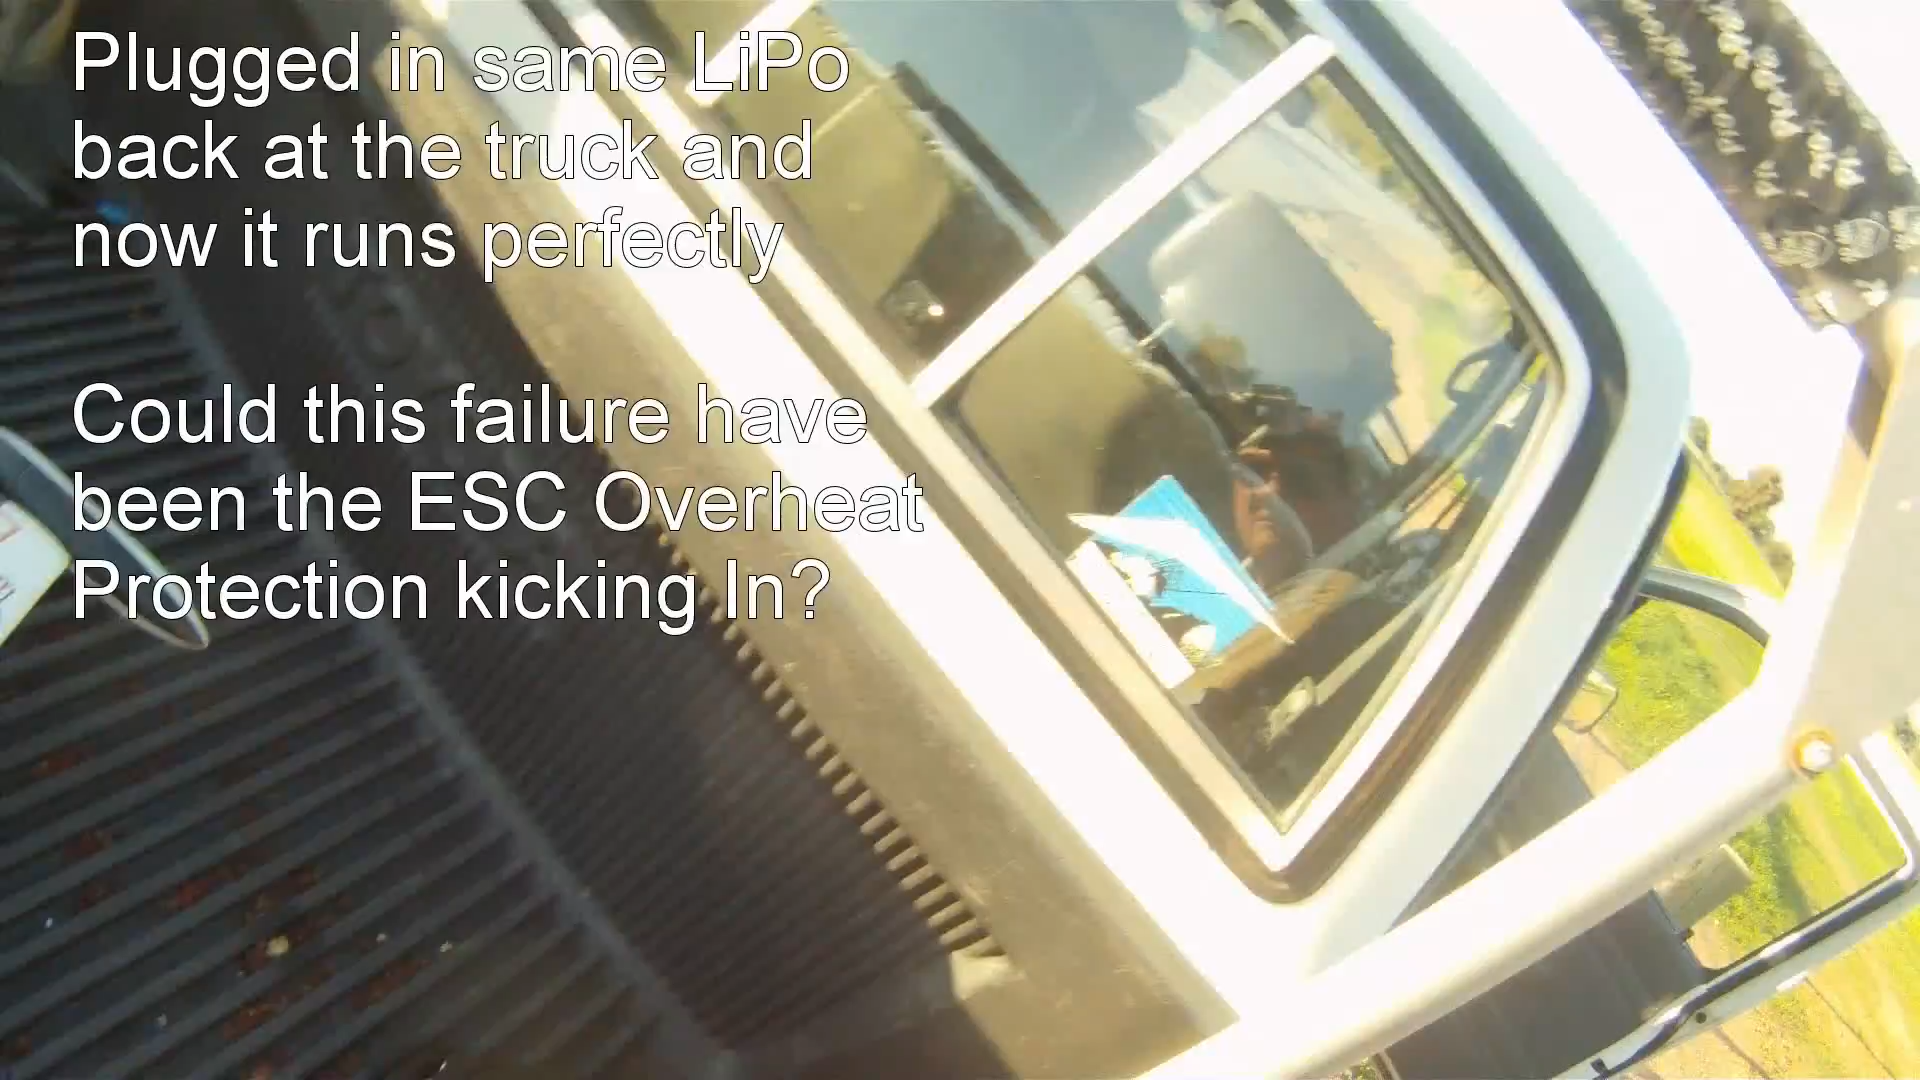 Plugged in same LiPo
back at the truck and
now it runs perfectly
Could this failure have
been the ESC Overheat
Protection kicking In?